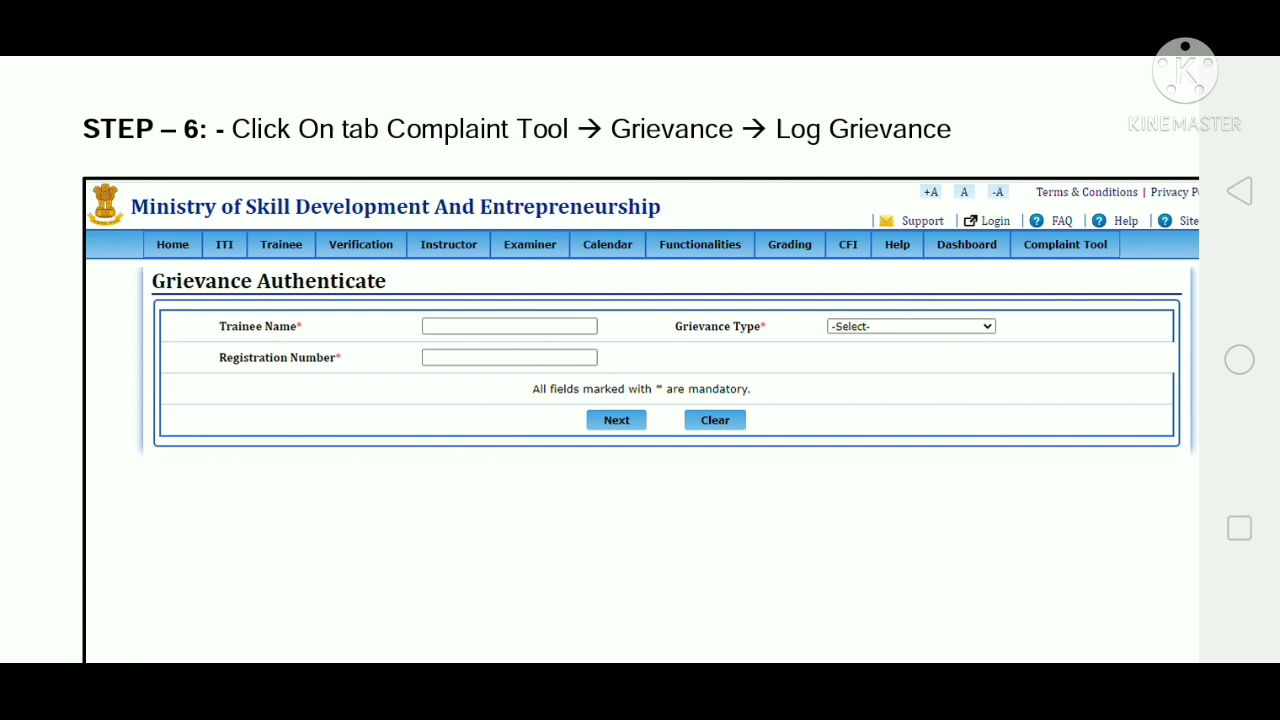 KINEMASTER
STEP – 6: - Click On tab Complaint Tool → Grievance → Log Grievance
+A A -A Terms & Conditions | Privacy P
Ministry of Skill Development And Entrepreneurship
| Support | Login | FAQ | Help | Site
Home ITI Trainee Verification Instructor Examiner Calendar Functionalities Grading CFI Help Dashboard Complaint Tool
Grievance Authenticate
Trainee Name* Grievance Type* -Select-
Registration Number*
All fields marked with * are mandatory.
Next Clear